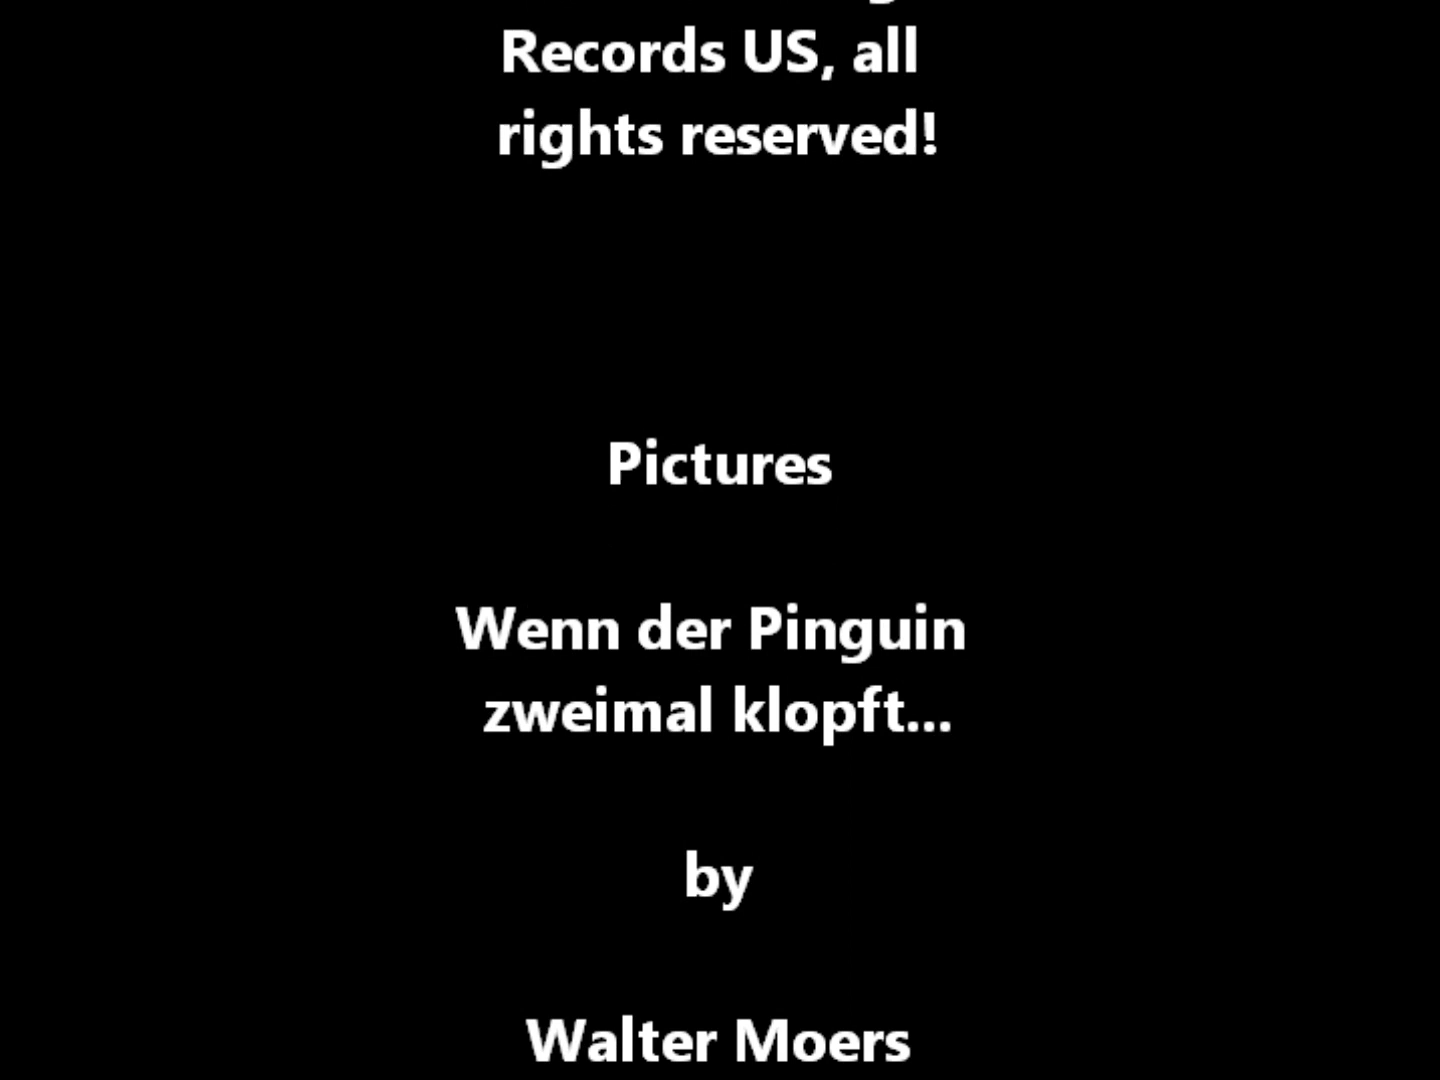 Records US, all
rights reserved!
Pictures
Wenn der Pinguin
zweimal klopft...
by
Walter Moers